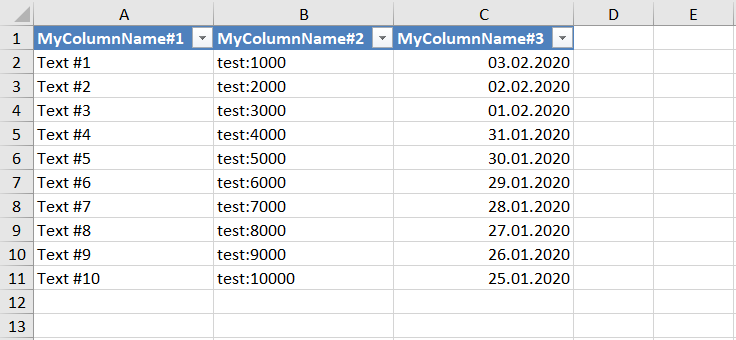 A B C D E
1 MyColumnName#1 MyColumnName#2 MyColumnName#3
2 Text #1 test:1000 03.02.2020
3 Text #2 test:2000 02.02.2020
4 Text #3 test:3000 01.02.2020
5 Text #4 test:4000 31.01.2020
6 Text #5 test:5000 30.01.2020
7 Text #6 test:6000 29.01.2020
8 Text #7 test:7000 28.01.2020
9 Text #8 test:8000 27.01.2020
10 Text #9 test:9000 26.01.2020
11 Text #10 test:10000 25.01.2020
12
13